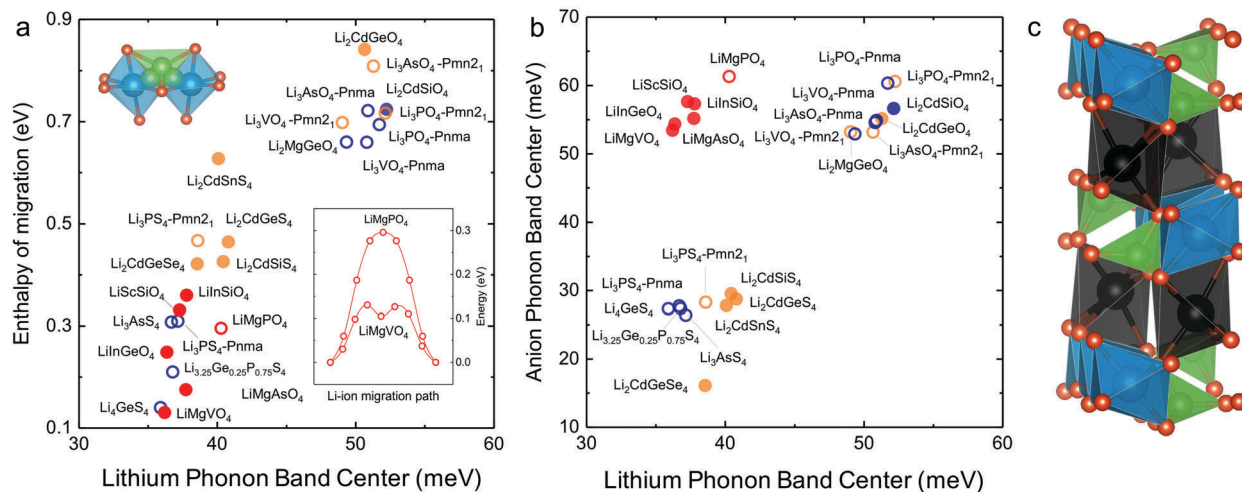 a
0.9
0.7
0.5
0.3
0.1
Enthalpy of migration (eV)
Li₂CdGeO₄
Li₃AsO₄-Pmn2₁
Li₃AsO₄-Pnma
Li₂CdSiO₄
Li₃PO₄-Pmn2₁
Li₃VO₄ -Pmn2₁
Li₃PO₄-Pnma
Li₂MgGeO₄
Li₃VO₄-Pnma
Li₂CdSnS₄
Li₃PS₄-Pmn2₁
Li₂CdGeS₄
Li₂CdGeSe₄
Li₂CdSiS₄
LiScSiO₄
LiInSiO₄
Li₃AsS₄
LiMgPO₄
Li₃PS₄-Pnma
LiInGeO₄
Li₃.₂₅Ge₀.₂₅P₀.₇₅S₄
LiMgAsO₄
Li₄GeS₄
LiMgVO₄
LiMgPO₄
LiMgVO₄
0.3
0.2
0.1
0.0
Energy (eV)
Li-ion migration path
30 40 50 60
Lithium Phonon Band Center (meV)
b
70
60
50
40
30
20
10
Anion Phonon Band Center (meV)
LiMgPO₄
LiScSiO₄
LiInSiO₄
LiInGeO₄
LiMgVO₄
LiMgAsO₄
Li₃PO₄-Pnma
Li₃PO₄-Pmn2₁
Li₃VO₄-Pnma
Li₃AsO₄-Pnma
Li₂CdSiO₄
Li₃VO₄-Pmn2₁
Li₂CdGeO₄
Li₂MgGeO₄
Li₃AsO₄-Pmn2₁
Li₃PS₄-Pmn2₁
Li₃PS₄-Pnma
Li₂CdSiS₄
Li₄GeS₄
Li₂CdGeS₄
Li₂CdSnS₄
Li₃.₂₅Ge₀.₂₅P₀.₇₅S
Li₃AsS₄
Li₂CdGeSe₄
30 40 50 60
Lithium Phonon Band Center (meV)
c